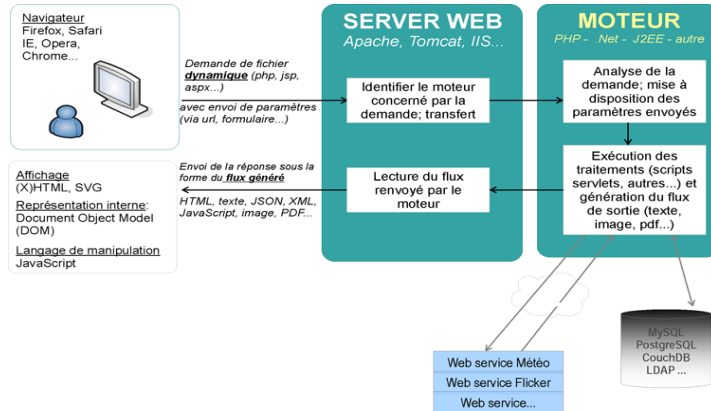 Navigateur
Firefox, Safari
IE, Opera,
Chrome...
Demande de fichier
dynamique (php, jsp,
aspx...)
avec envoi de paramètres
(via url, formulaire...)
SERVER WEB
Apache, Tomcat, IIS...
Identifier le moteur
concerné par la
demande; transfert
MOTEUR
PHP - .Net - J2EE - autre
Analyse de la
demande; mise à
disposition des
paramètres envoyés
Exécution des
traitements (scripts
servlets, autres...) et
génération du flux
de sortie (texte,
image, pdf...)
Lecture du flux
renvoyé par le
moteur
Envoi de la réponse sous la
forme du flux généré
HTML, texte, JSON, XML,
JavaScript, image, PDF...
Affichage
(X)HTML, SVG
Représentation interne:
Document Object Model
(DOM)
Langage de manipulation
JavaScript
Web service Météo
Web service Flicker
Web service...
MySQL
PostgreSQL
CouchDB
LDAP ...